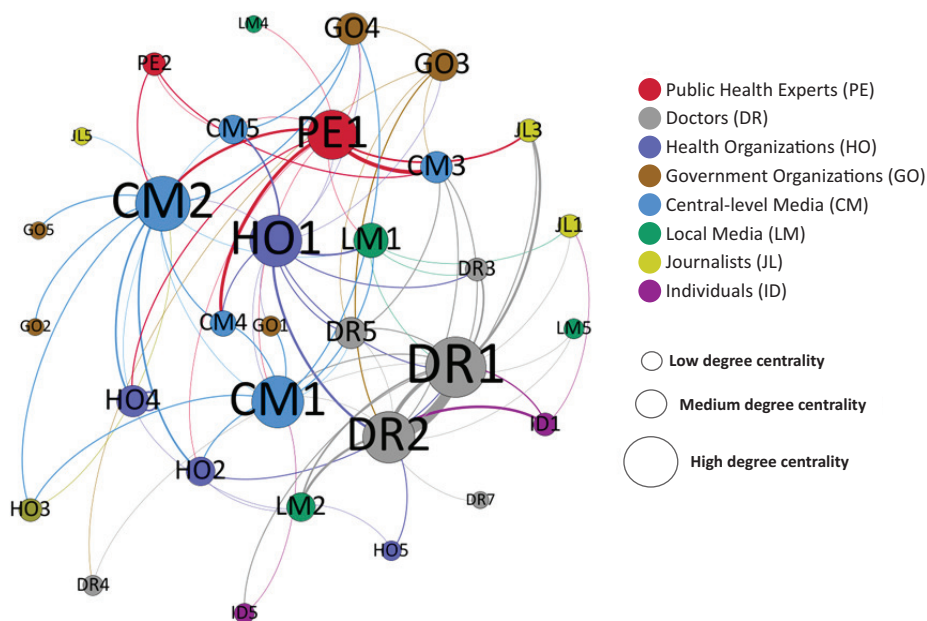 LM4
GO4
PE2
GO3
CM5
PE1
JL3
JL5
CM3
CM2
GO5
HO1
LM1
JL1
DR3
GO2
CM4
GO1
DR5
LM5
DR1
HO4
CM1
DR2
ID1
HO2
HO3
LM2
DR7
HO5
DR4
ID5
Public Health Experts (PE)
Doctors (DR)
Health Organizations (HO)
Government Organizations (GO)
Central-level Media (CM)
Local Media (LM)
Journalists (JL)
Individuals (ID)
Low degree centrality
Medium degree centrality
High degree centrality